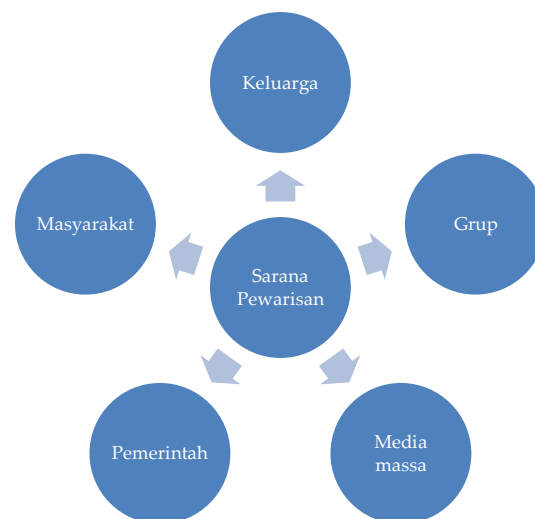 Keluarga
Masyarakat
Grup
Sarana
Pewarisan
Pemerintah
Media
massa